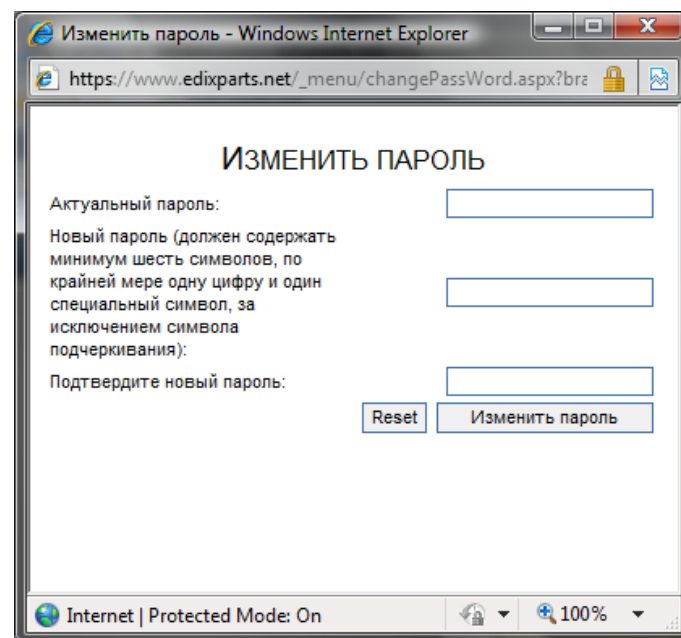 Изменить пароль - Windows Internet Explorer
https://www.edixparts.net/_menu/changePassWord.aspx?bra
Изменить пароль
Актуальный пароль:
Новый пароль (должен содержать
минимум шесть символов, по
крайней мере одну цифру и один
специальный символ, за
исключением символа
подчеркивания):
Подтвердите новый пароль:
Reset Изменить пароль
Internet | Protected Mode: On 100%